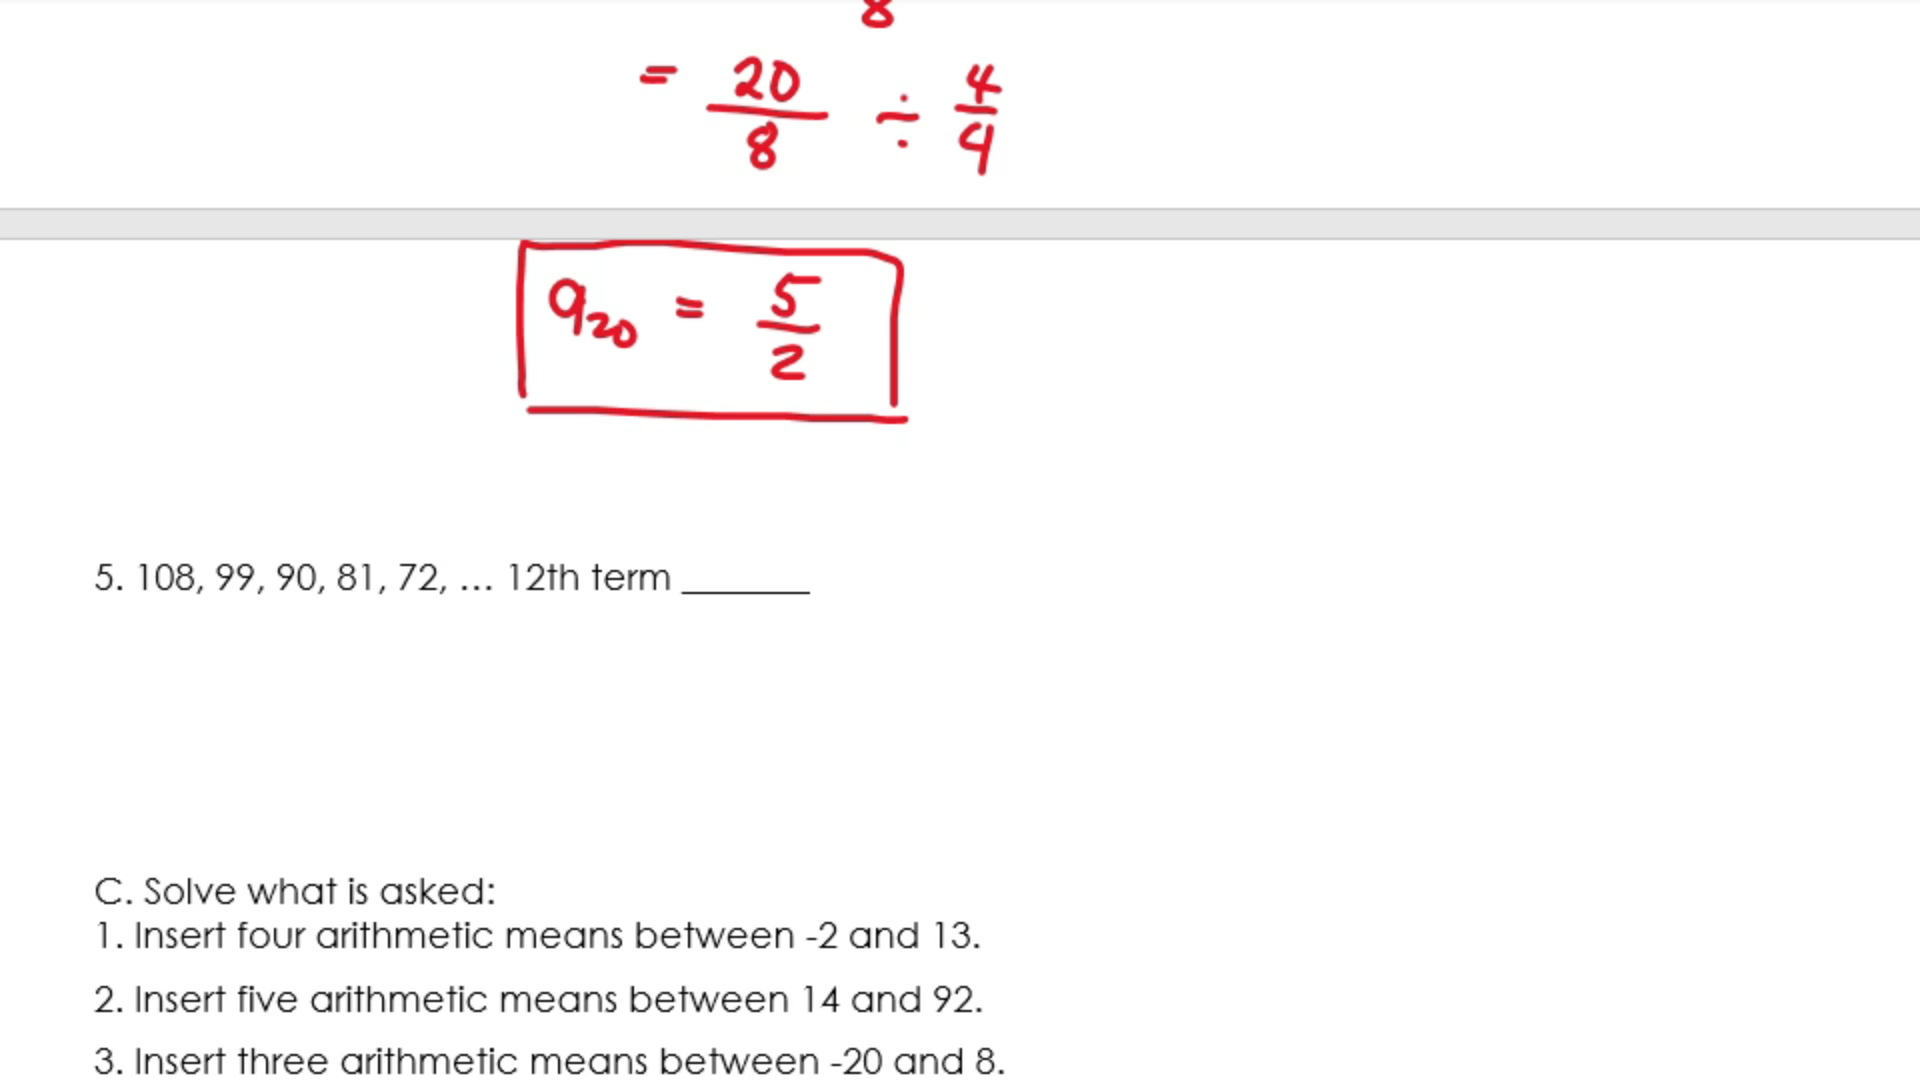 8
= 20/8 ÷ 4/4
a₂₀ = 5/2
5. 108, 99, 90, 81, 72, … 12th term _______
C. Solve what is asked:
1. Insert four arithmetic means between -2 and 13.
2. Insert five arithmetic means between 14 and 92.
3. Insert three arithmetic means between -20 and 8.